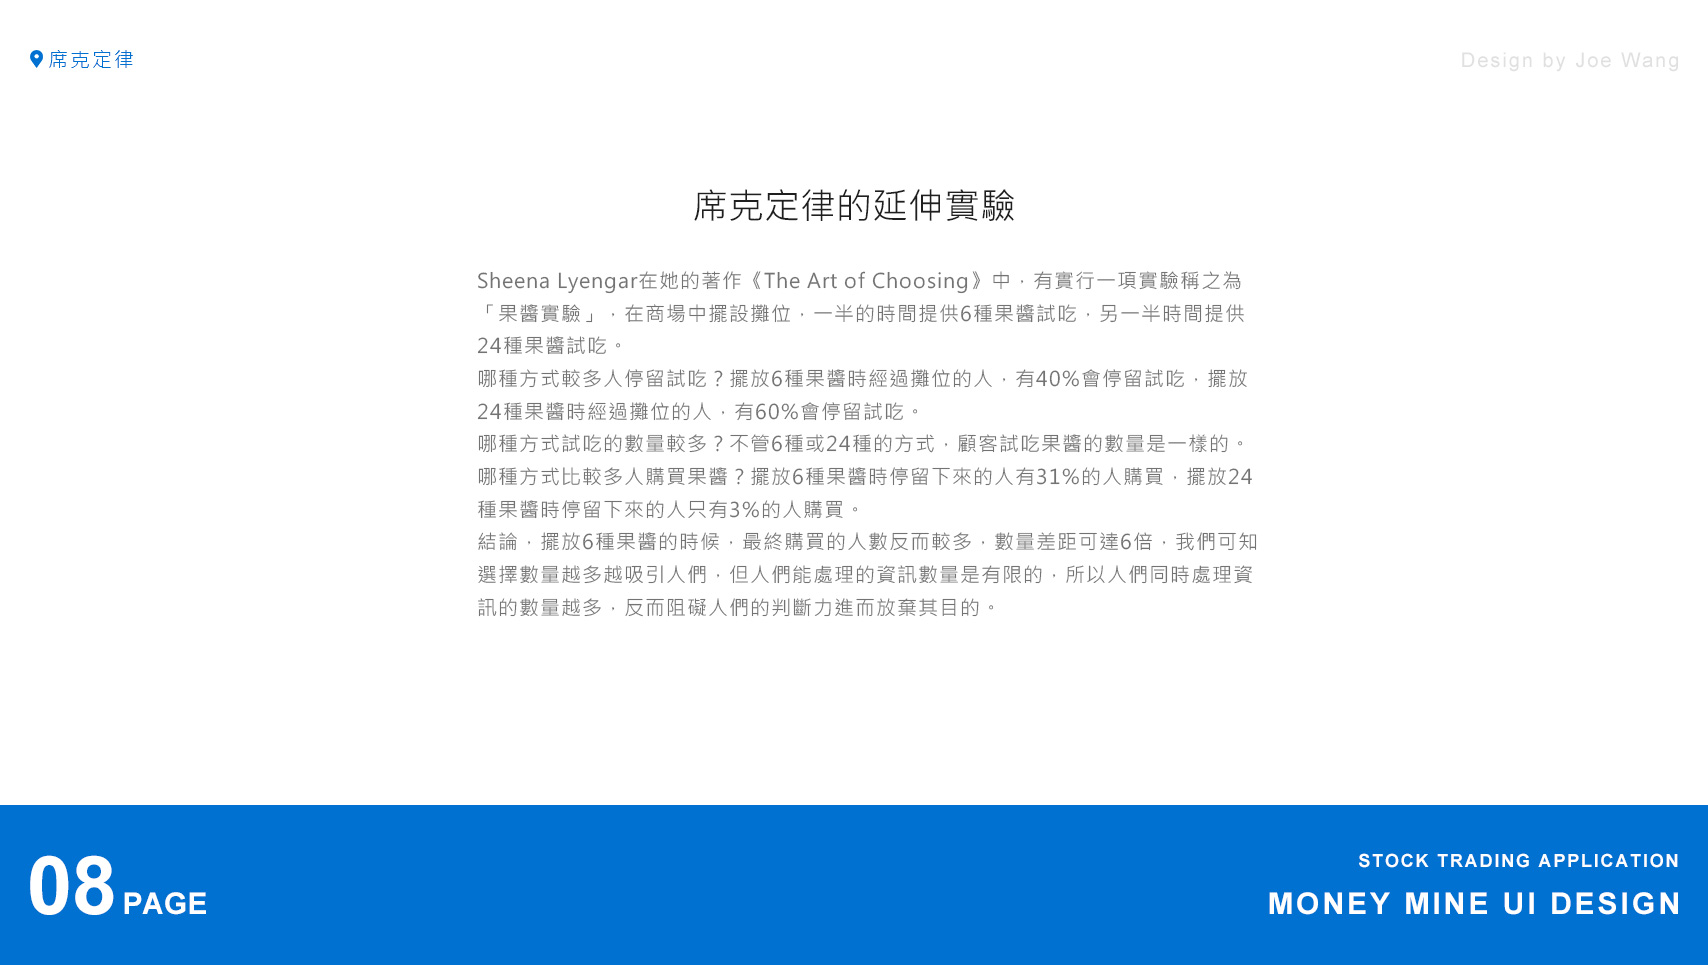 席克定律
Design by Joe Wang
席克定律的延伸實驗
Sheena Lyengar在她的著作《The Art of Choosing》中，有實行一項實驗稱之為
「果醬實驗」，在商場中擺設攤位，一半的時間提供6種果醬試吃，另一半時間提供
24種果醬試吃。
哪種方式較多人停留試吃？擺放6種果醬時經過攤位的人，有40%會停留試吃，擺放
24種果醬時經過攤位的人，有60%會停留試吃。
哪種方式試吃的數量較多？不管6種或24種的方式，顧客試吃果醬的數量是一樣的。
哪種方式比較多人購買果醬？擺放6種果醬時停留下來的人有31%的人購買，擺放24
種果醬時停留下來的人只有3%的人購買。
結論，擺放6種果醬的時候，最終購買的人數反而較多，數量差距可達6倍，我們可知
選擇數量越多越吸引人們，但人們能處理的資訊數量是有限的，所以人們同時處理資
訊的數量越多，反而阻礙人們的判斷力進而放棄其目的。
08 PAGE
STOCK TRADING APPLICATION
MONEY MINE UI DESIGN